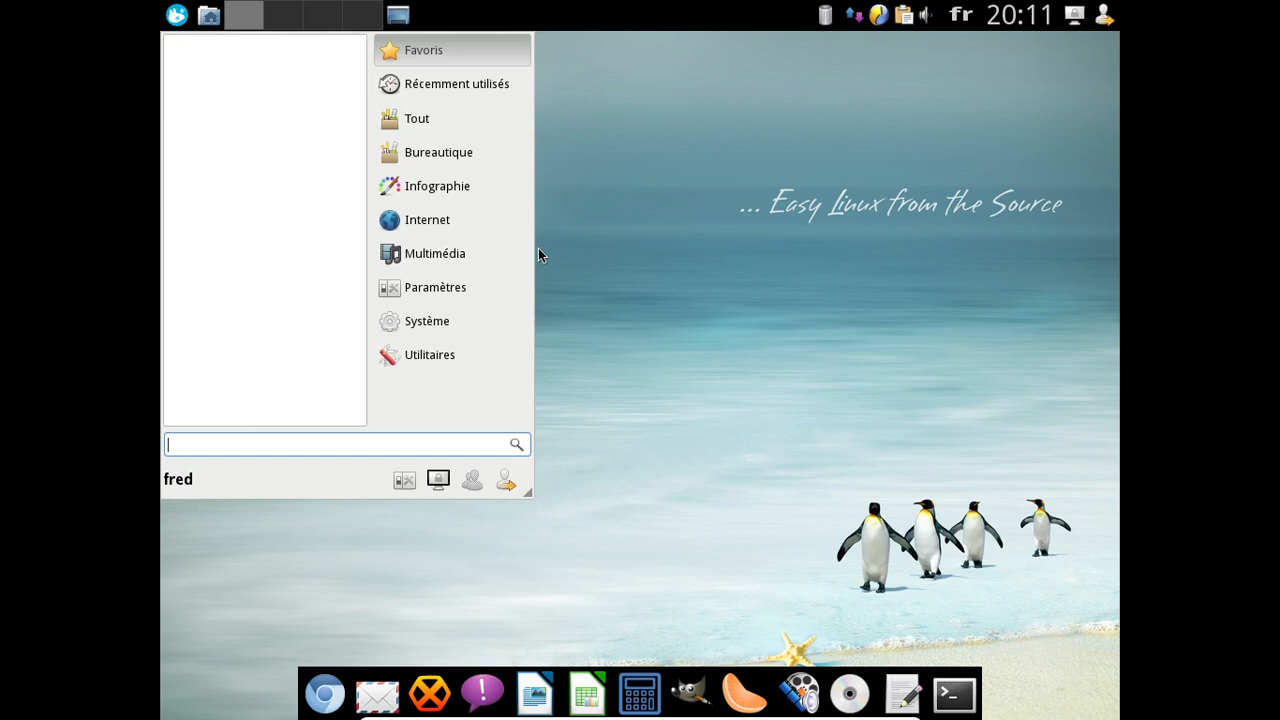 fr 20:11
Favoris
Récemment utilisés
Tout
Bureautique
Infographie
Internet
Multimédia
Paramètres
Système
Utilitaires
fred
... Easy Linux from the Source